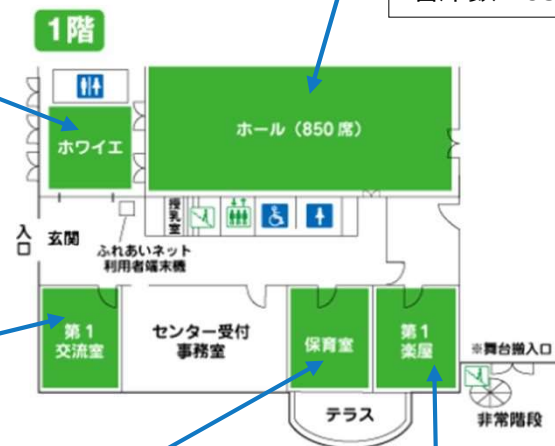 1階
ホワイエ
ホール（850席）
授乳室
入口
玄関
ふれあいネット
利用者端末機
第1
交流室
センター受付
事務室
保育室
第1
楽屋
※舞台搬入口
テラス
非常階段